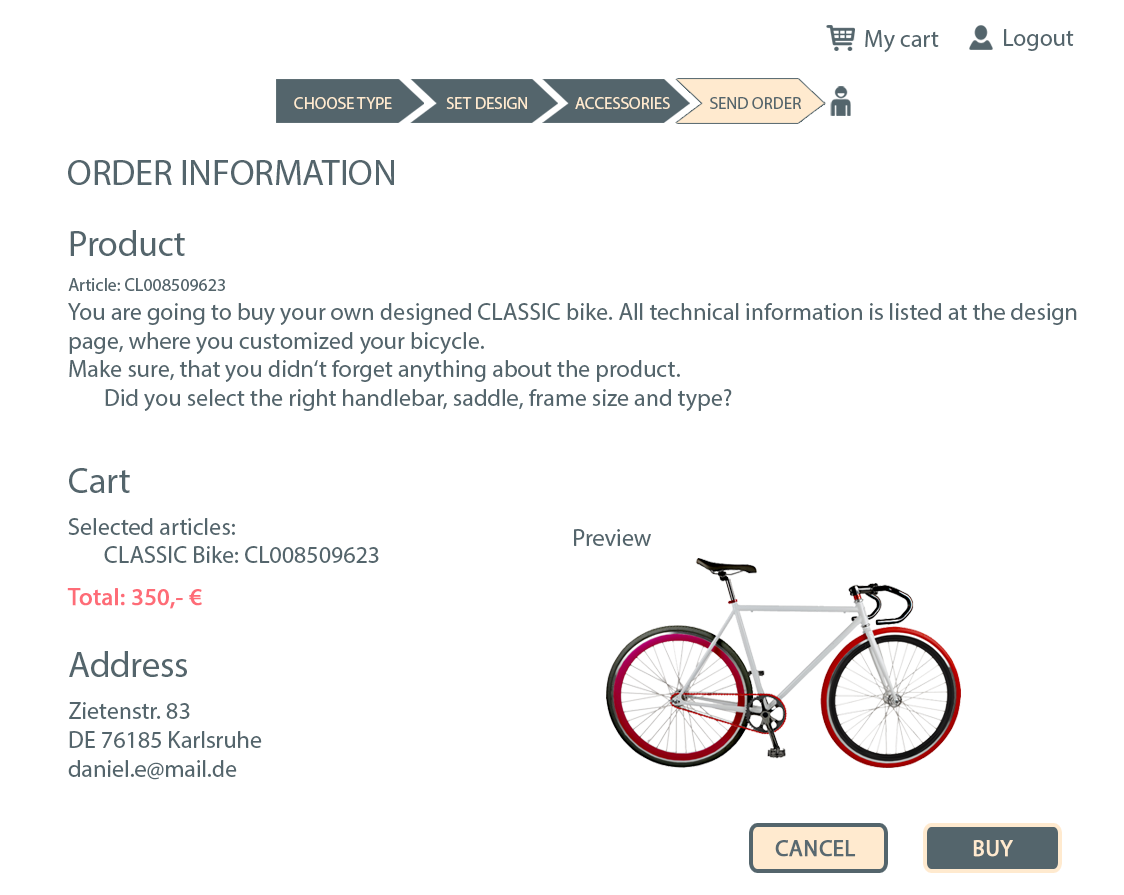 My cart
Logout
CHOOSE TYPE
SET DESIGN
ACCESSORIES
SEND ORDER
ORDER INFORMATION
Product
Article: CL008509623
You are going to buy your own designed CLASSIC bike. All technical information is listed at the design
page, where you customized your bicycle.
Make sure, that you didn‘t forget anything about the product.
Did you select the right handlebar, saddle, frame size and type?
Cart
Selected articles:
CLASSIC Bike: CL008509623
Total: 350,- €
Preview
Address
Zietenstr. 83
DE 76185 Karlsruhe
daniel.e@mail.de
CANCEL
BUY